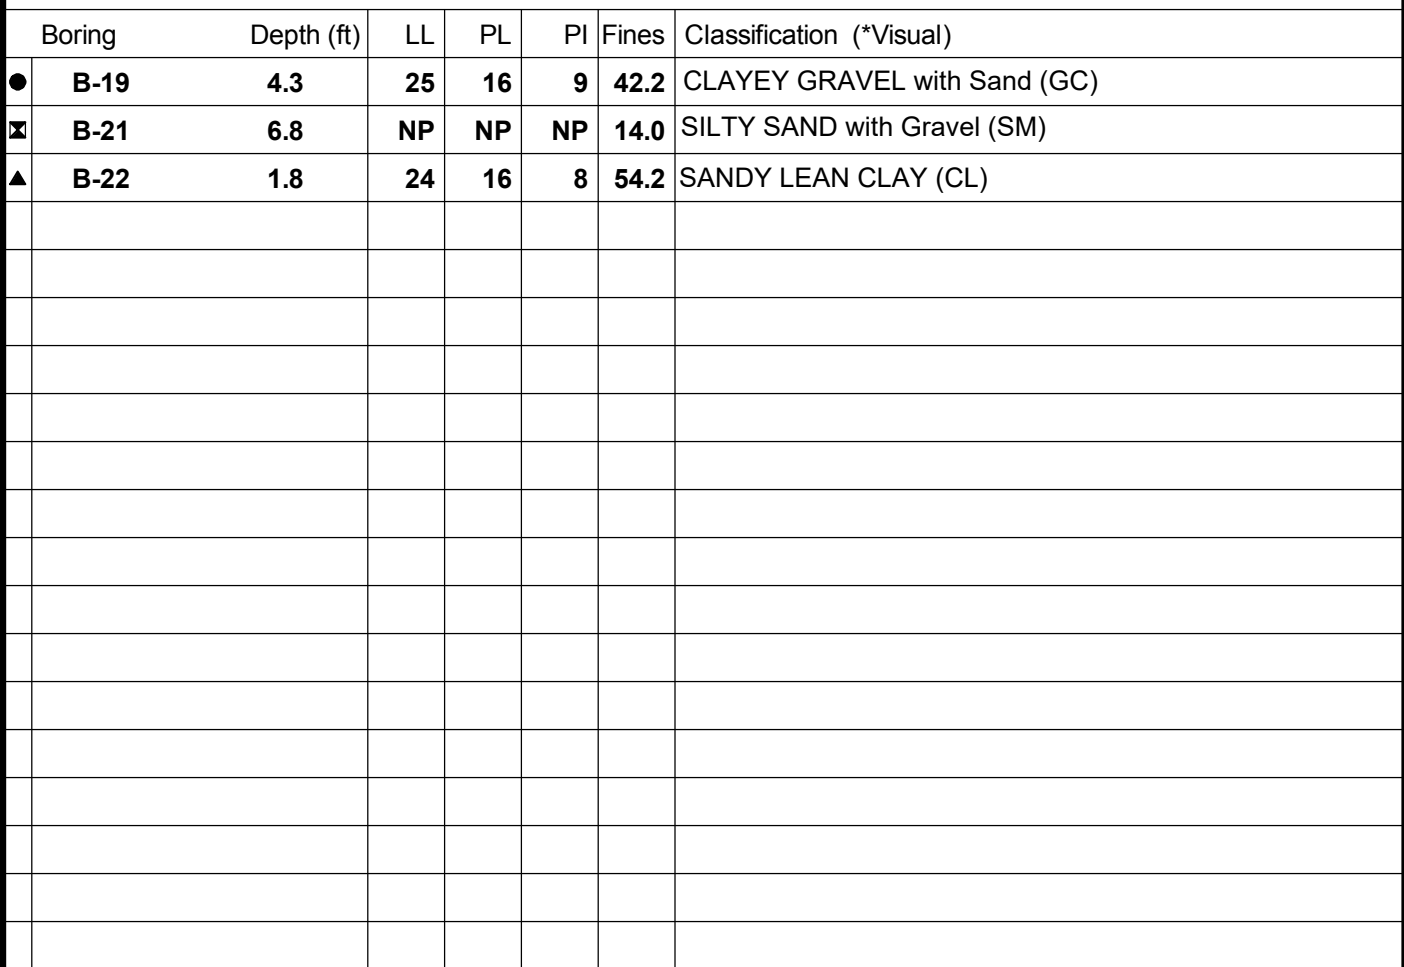 Boring Depth (ft) LL PL PI Fines Classification (*Visual)
B-19 4.3 25 16 9 42.2 CLAYEY GRAVEL with Sand (GC)
B-21 6.8 NP NP NP 14.0 SILTY SAND with Gravel (SM)
B-22 1.8 24 16 8 54.2 SANDY LEAN CLAY (CL)